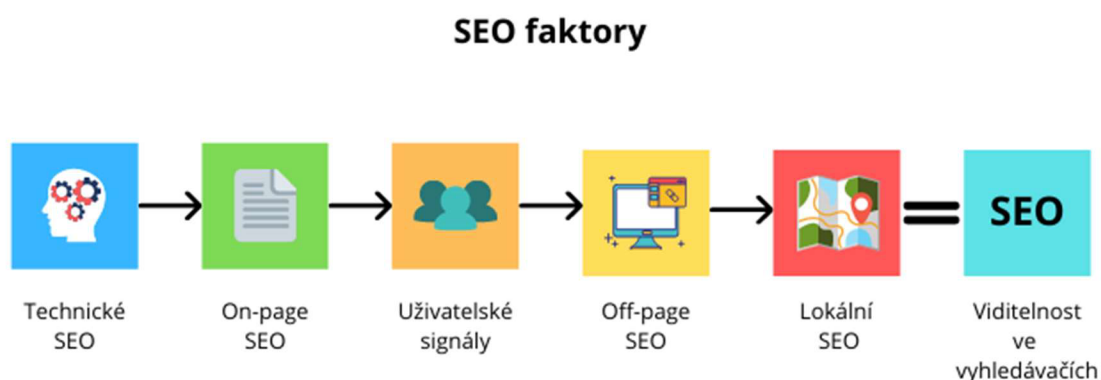 SEO faktory
SEO
Technické
SEO
On-page
SEO
Uživatelské
signály
Off-page
SEO
Lokální
SEO
Viditelnost
ve
vyhledávačích